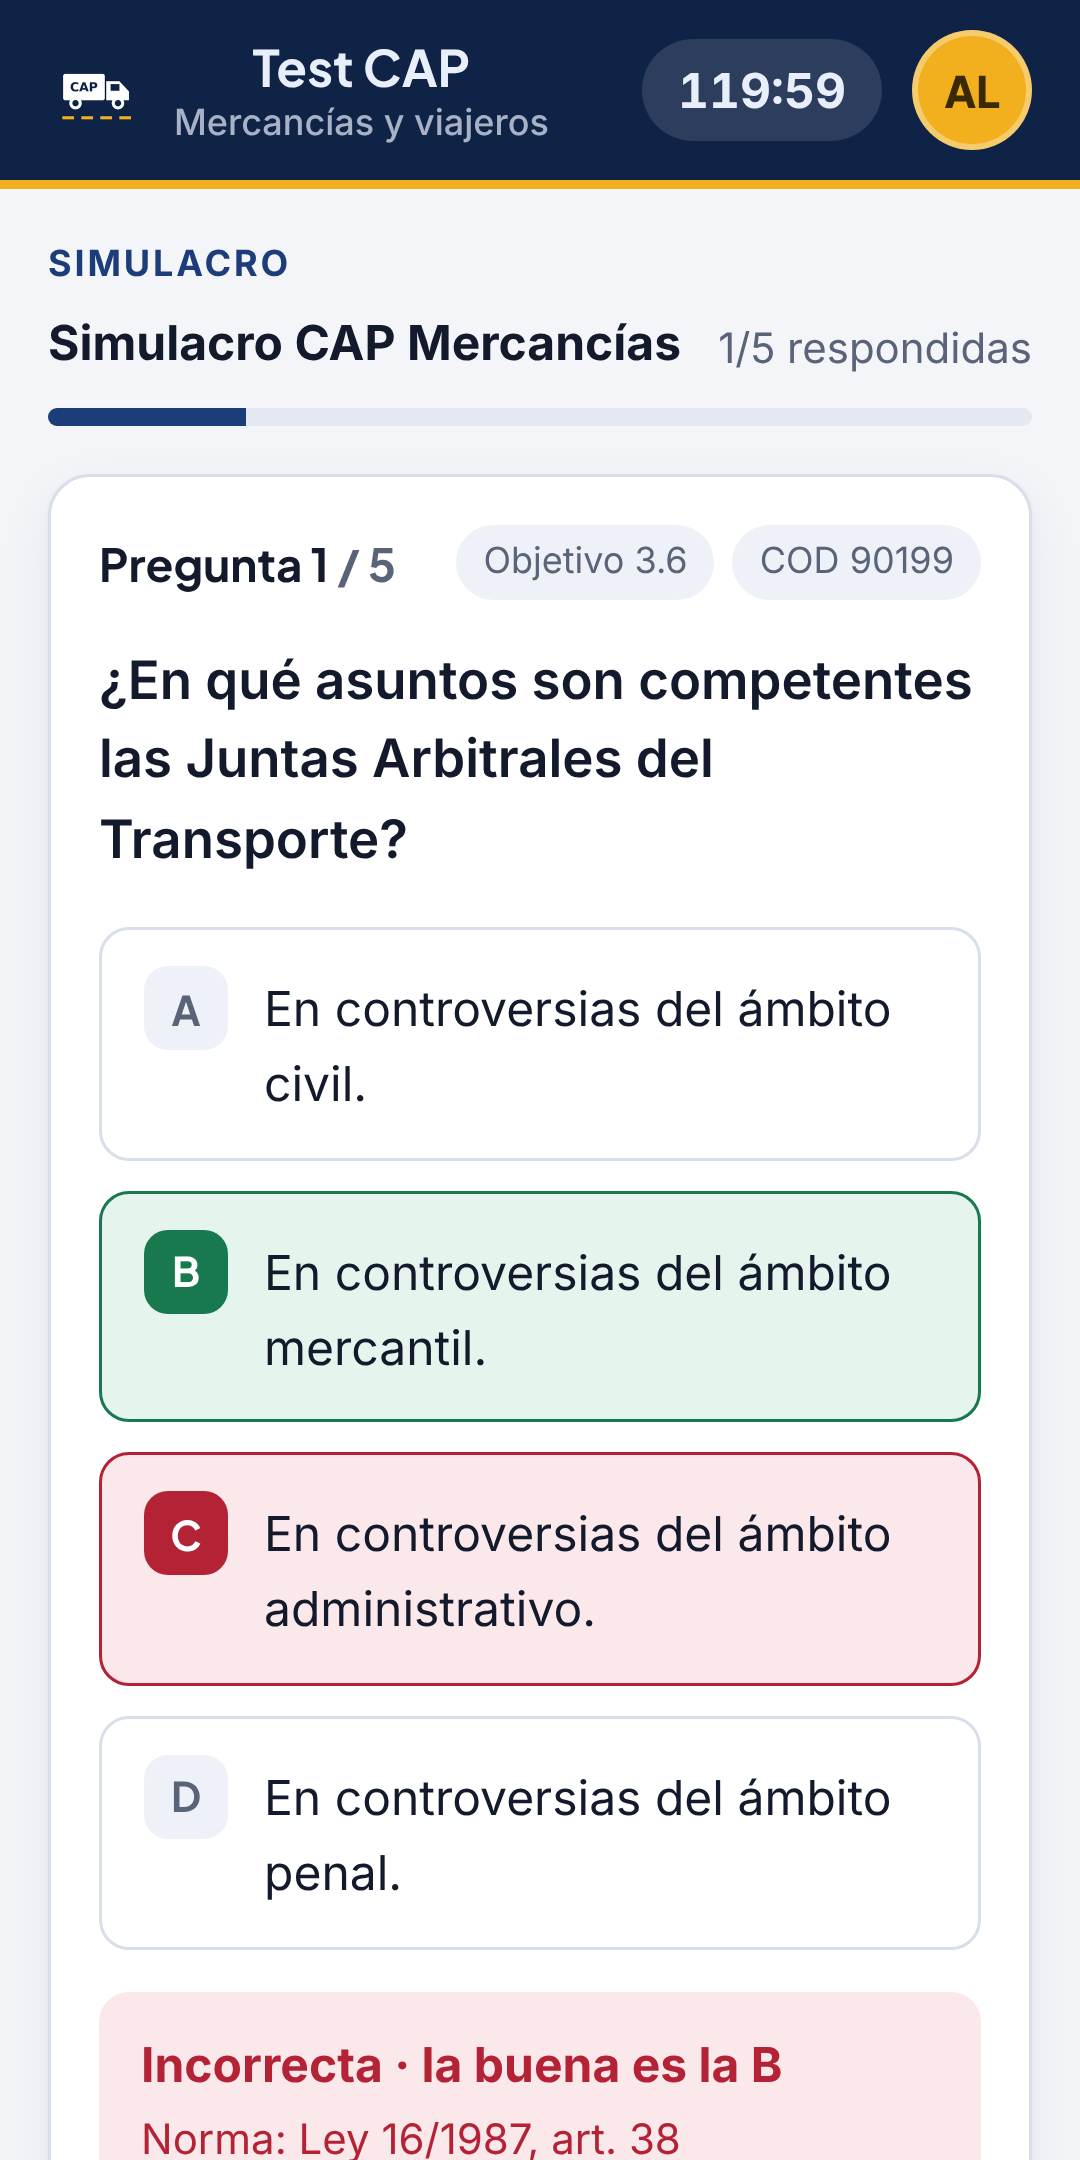 CAP
Test CAP
Mercancías y viajeros
119:59
AL
SIMULACRO
Simulacro CAP Mercancías
1/5 respondidas
Pregunta 1 / 5
Objetivo 3.6
COD 90199
¿En qué asuntos son competentes
las Juntas Arbitrales del
Transporte?
A
En controversias del ámbito
civil.
B
En controversias del ámbito
mercantil.
C
En controversias del ámbito
administrativo.
D
En controversias del ámbito
penal.
Incorrecta · la buena es la B
Norma: Ley 16/1987, art. 38